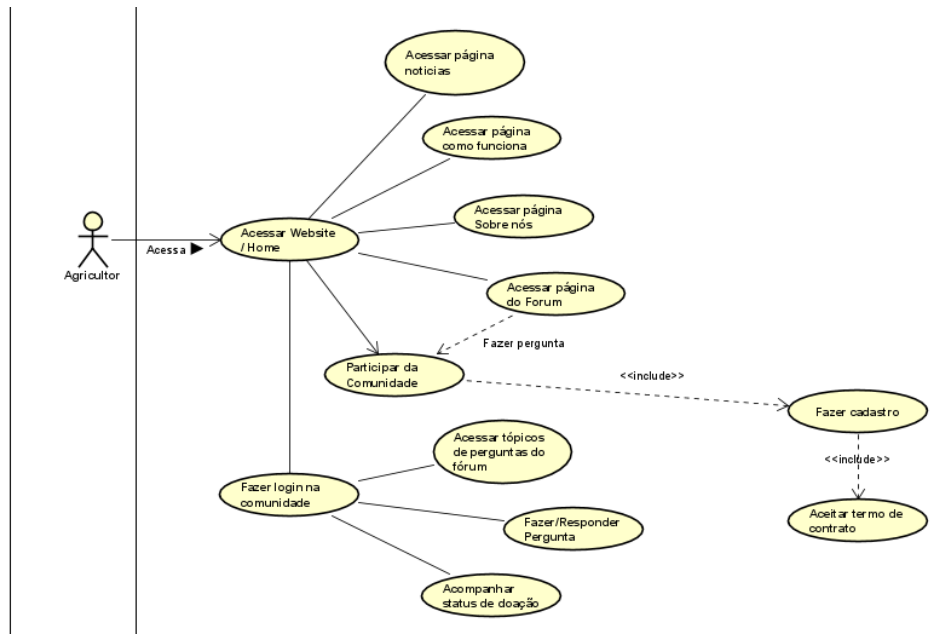 Acessar página
noticias
Acessar página
como funciona
Acessar página
Sobre nós
Acessar Website
/ Home
Acessa
Agricultor
Acessar página
do Forum
Fazer pergunta
Participar da
Comunidade
<<include>>
Fazer cadastro
<<include>>
Aceitar termo de
contrato
Acessar tópicos
de perguntas do
fórum
Fazer login na
comunidade
Fazer/Responder
Pergunta
Acompanhar
status de doação